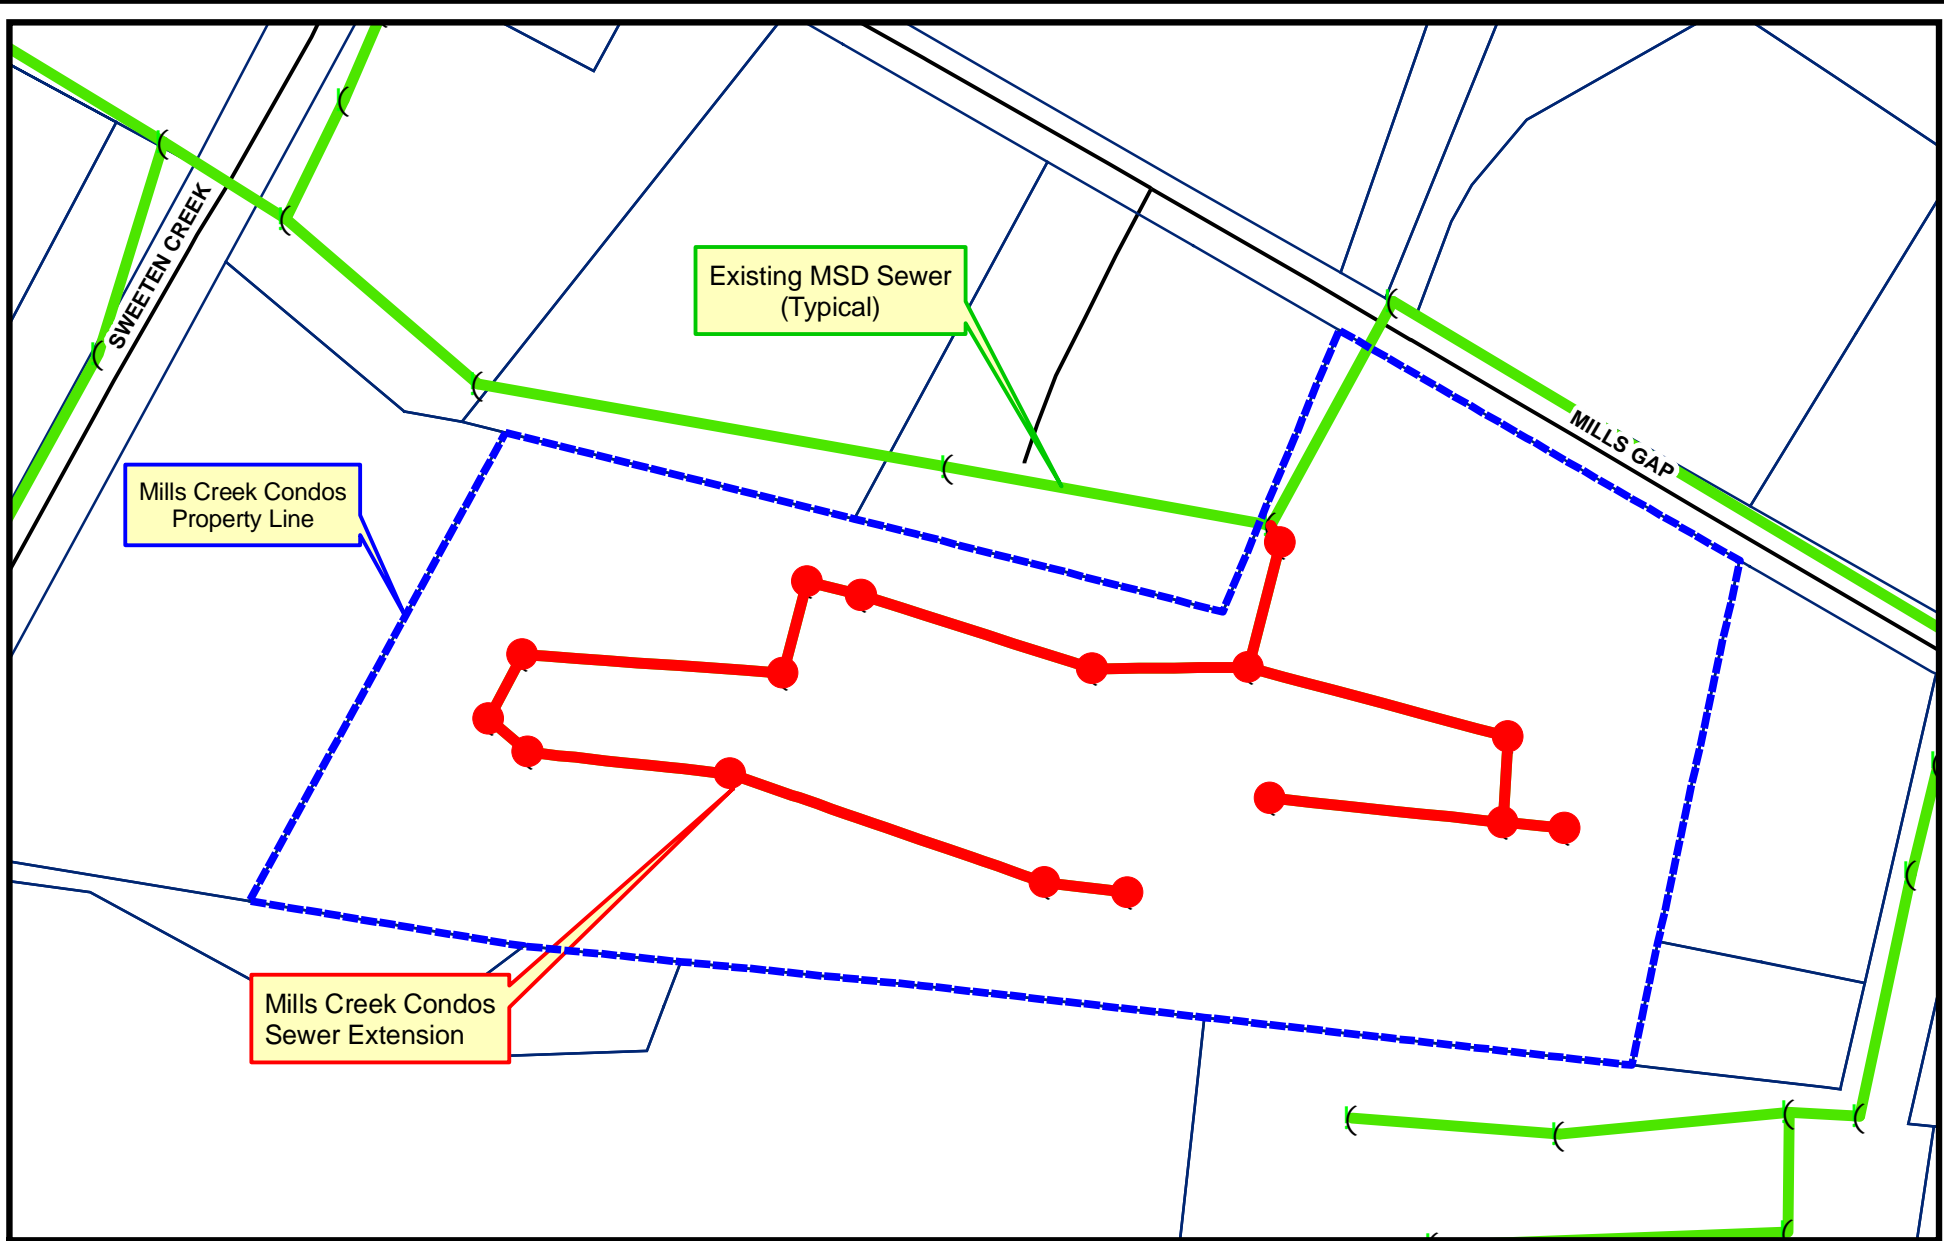 SWEETEN CREEK
Existing MSD Sewer
(Typical)
MILLS GAP
Mills Creek Condos
Property Line
Mills Creek Condos
Sewer Extension